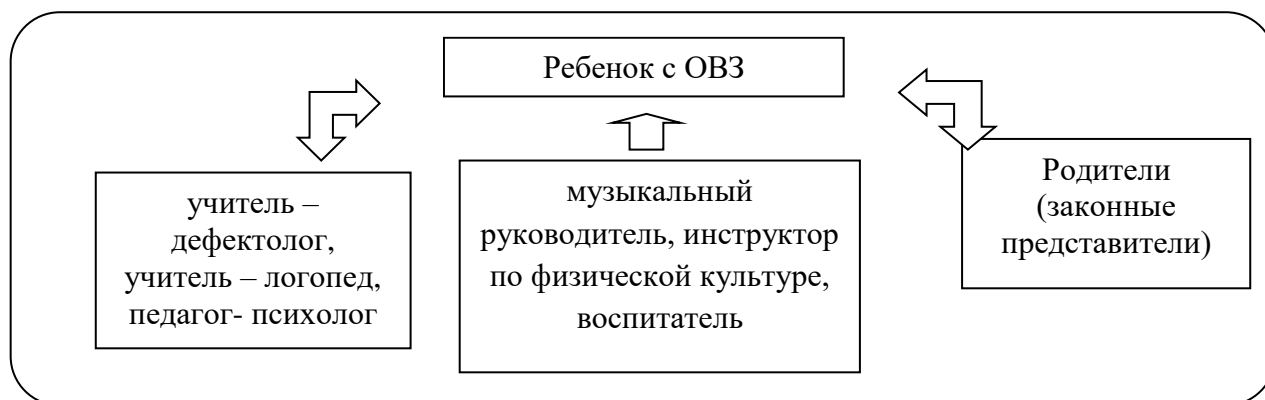 Ребенок с ОВЗ
учитель –
дефектолог,
учитель – логопед,
педагог- психолог
музыкальный
руководитель, инструктор
по физической культуре,
воспитатель
Родители
(законные
представители)